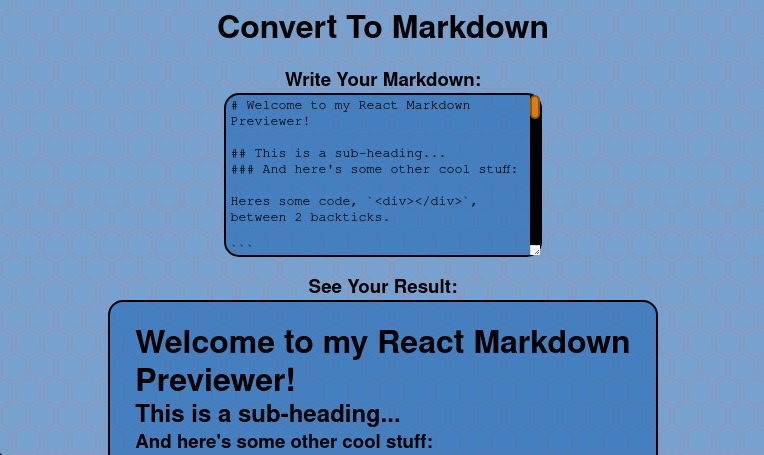 Convert To Markdown
Write Your Markdown:
# Welcome to my React Markdown
Previewer!
## This is a sub-heading...
### And here's some other cool stuff:
Heres some code, `<div></div>`,
between 2 backticks.
```
See Your Result:
Welcome to my React Markdown
Previewer!
This is a sub-heading...
And here's some other cool stuff: